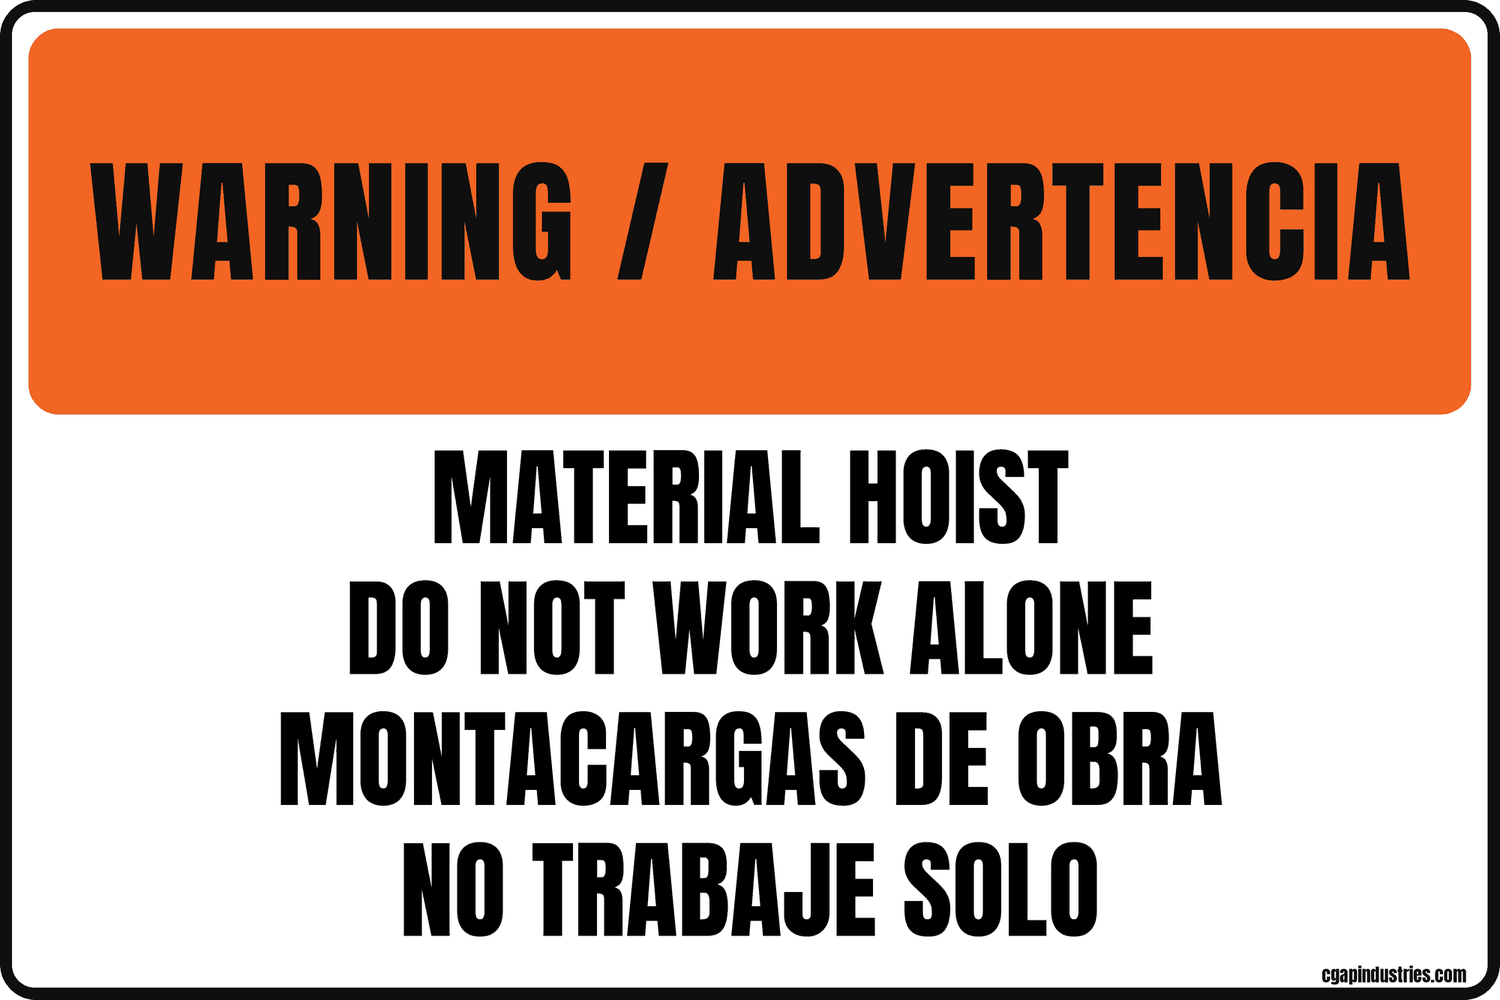 WARNING / ADVERTENCIA
MATERIAL HOIST
DO NOT WORK ALONE
MONTACARGAS DE OBRA
NO TRABAJE SOLO
cgapindustries.com